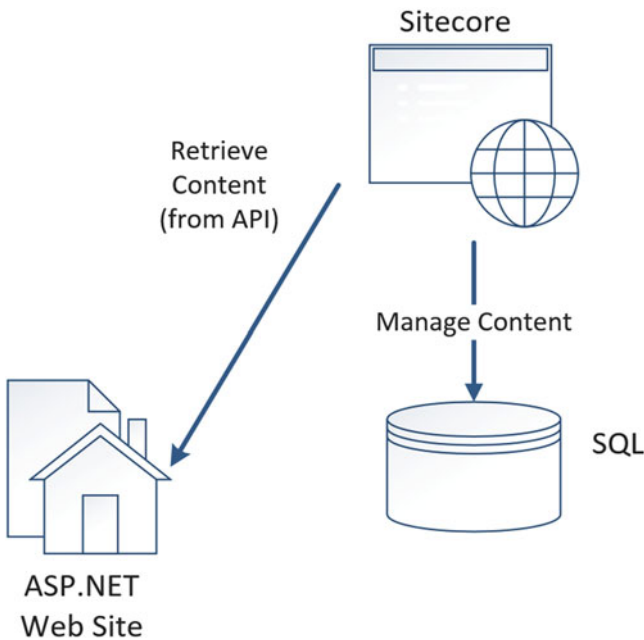 Sitecore
Retrieve
Content
(from API)
Manage Content
SQL
ASP.NET
Web Site